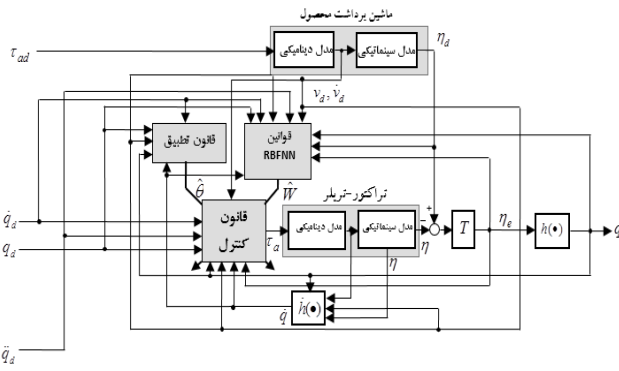 ماشین برداشت محصول
τ_ad
مدل دینامیکی
مدل سینماتیکی
η_d
v_d , v̇_d
قانون تطبیق
قوانین
RBFNN
θ̂
Ŵ
تراکتور-تریلر
q̇_d
q_d
قانون
کنترل
τ_a
مدل دینامیکی
مدل سینماتیکی
+
−
η
T
η_e
h(•)
q
η
q̇
ḣ(•)
q̈_d